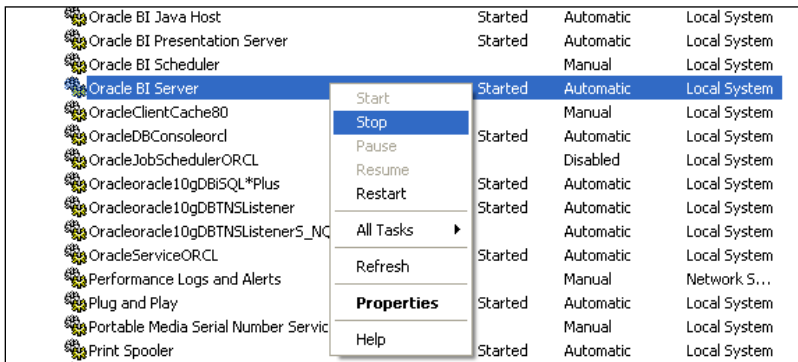 Oracle BI Java Host Started Automatic Local System
Oracle BI Presentation Server Started Automatic Local System
Oracle BI Scheduler Manual Local System
Oracle BI Server Started Automatic Local System
OracleClientCache80 Manual Local System
OracleDBConsoleorcl Started Automatic Local System
OracleJobSchedulerORCL Disabled Local System
Oracleoracle10gDBiSQL*Plus Started Automatic Local System
Oracleoracle10gDBTNSListener Started Automatic Local System
Oracleoracle10gDBTNSListenerS_NQ Automatic Local System
OracleServiceORCL Started Automatic Local System
Performance Logs and Alerts Manual Network S...
Plug and Play Started Automatic Local System
Portable Media Serial Number Servic Manual Local System
Print Spooler Started Automatic Local System
Start
Stop
Pause
Resume
Restart
All Tasks
Refresh
Properties
Help